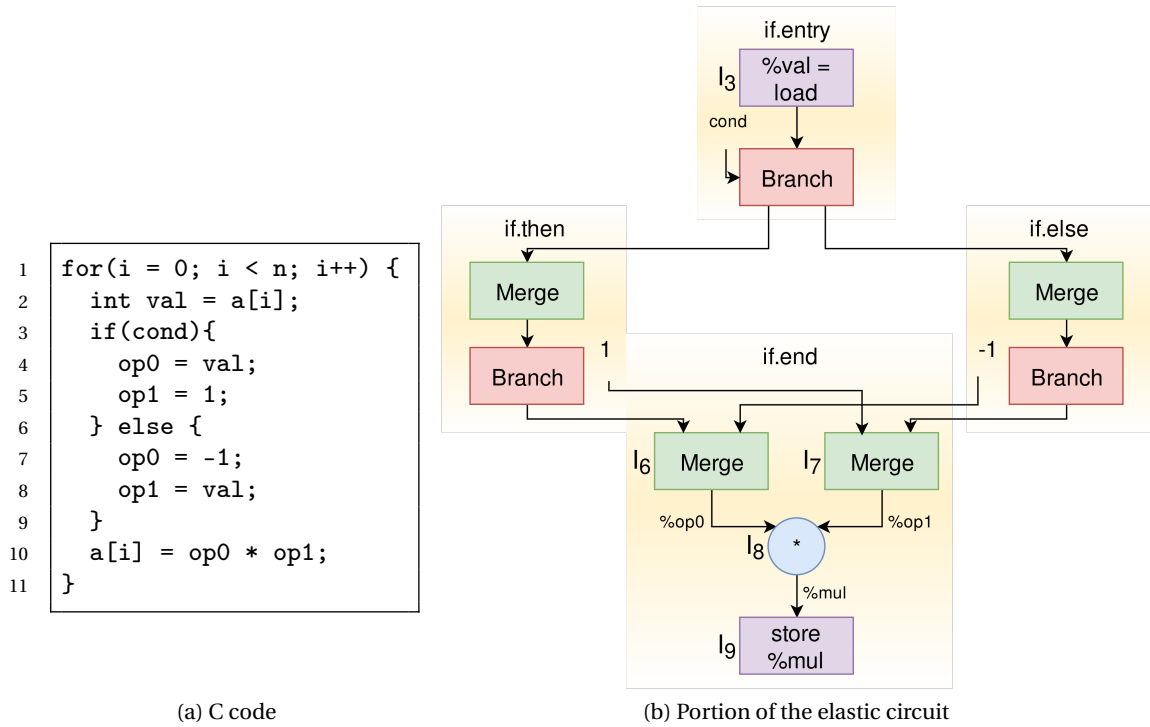 1 for(i = 0; i < n; i++) {
2 int val = a[i];
3 if(cond){
4 op0 = val;
5 op1 = 1;
6 } else {
7 op0 = -1;
8 op1 = val;
9 }
10 a[i] = op0 * op1;
11 }
(a) C code
if.entry
I3
%val =
load
cond
Branch
if.then
Merge
Branch
1
if.else
Merge
Branch
-1
if.end
I6
Merge
I7
Merge
%op0
%op1
I8
*
%mul
I9
store
%mul
(b) Portion of the elastic circuit